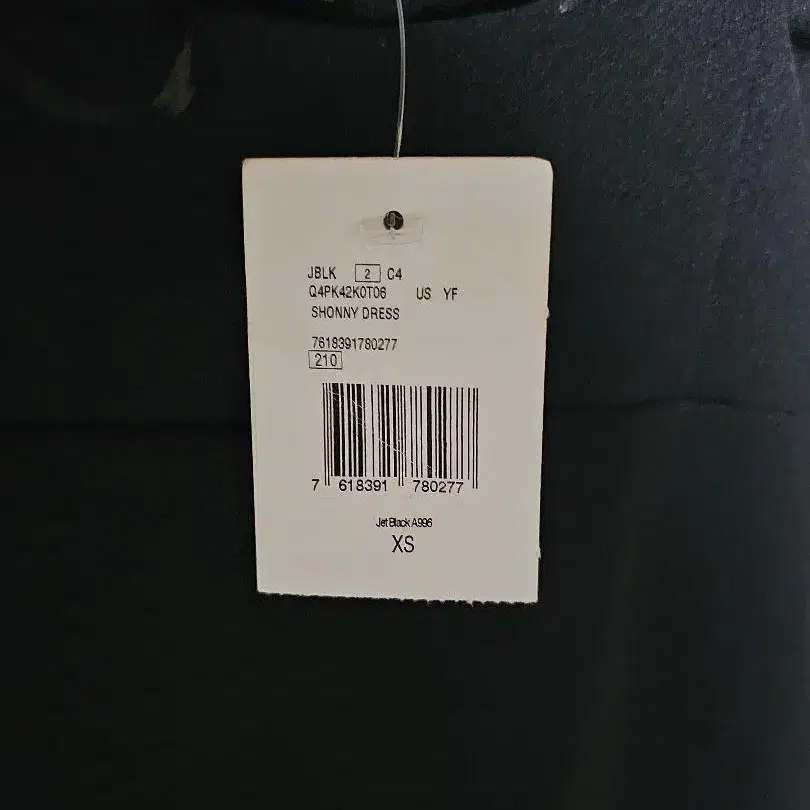 JBLK 2 C4
Q4PK42K0T06 US YF
SHONNY DRESS
7618391780277
210
7 618391 780277
Jet Black A996
XS